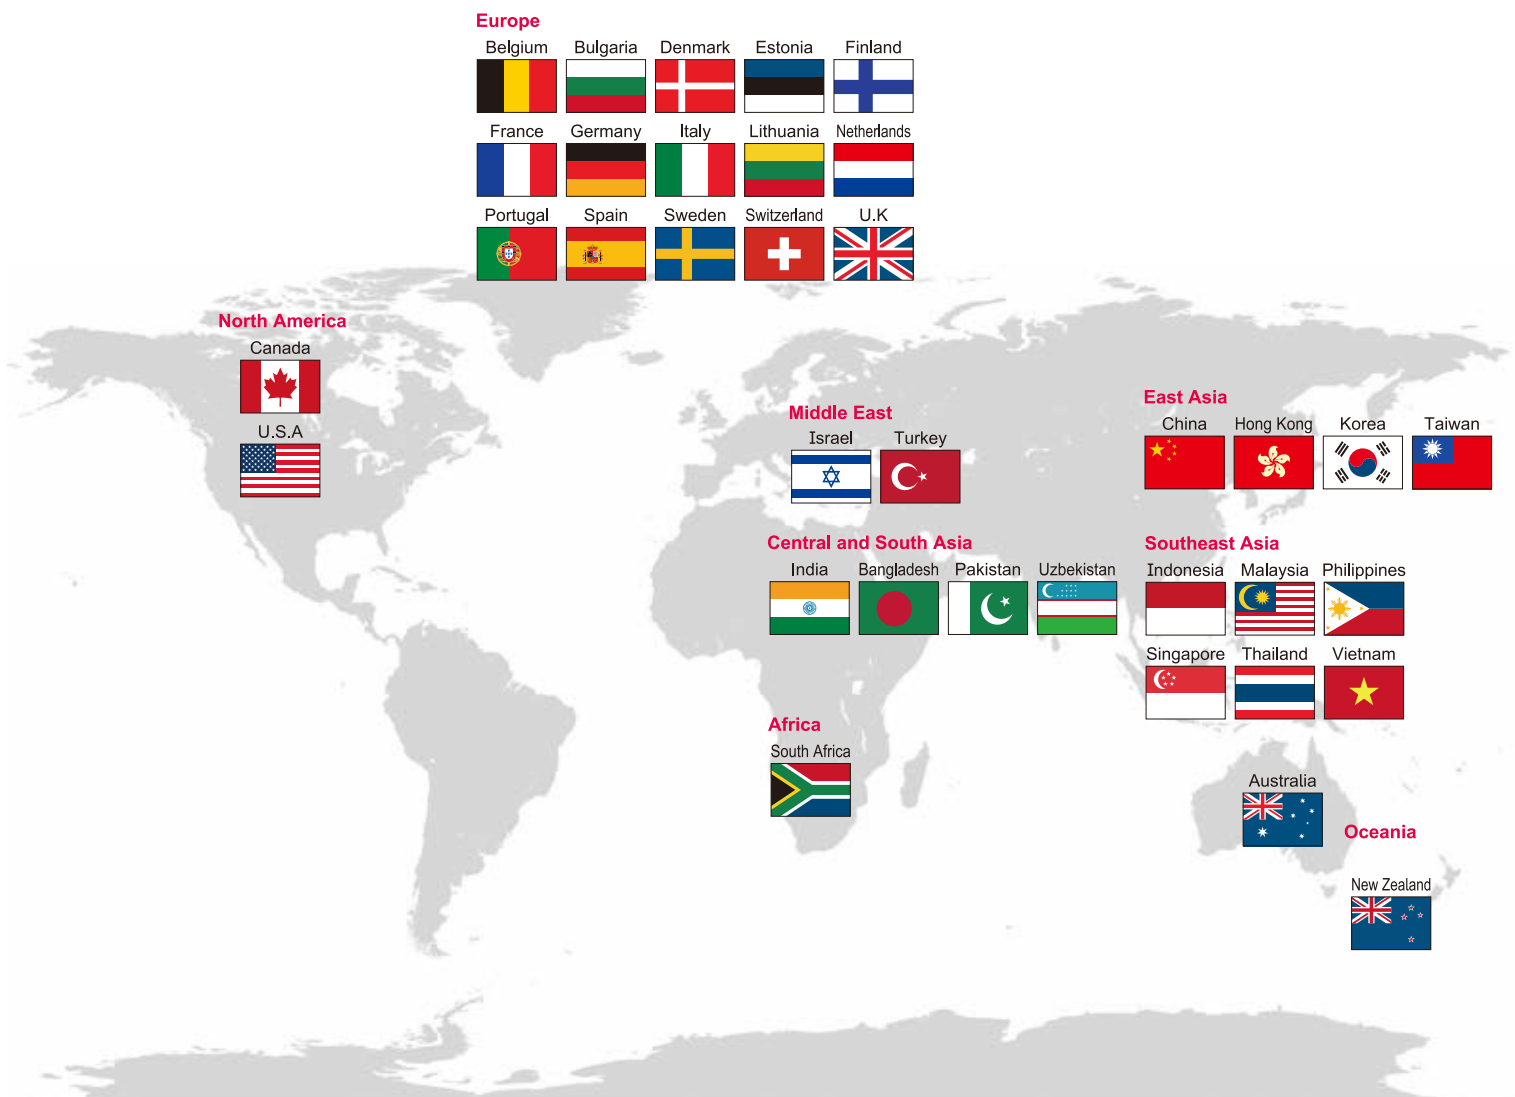 Europe
Belgium Bulgaria Denmark Estonia Finland
France Germany Italy Lithuania Netherlands
Portugal Spain Sweden Switzerland U.K
North America
Canada
U.S.A
Middle East
Israel Turkey
East Asia
China Hong Kong Korea Taiwan
Central and South Asia
India Bangladesh Pakistan Uzbekistan
Southeast Asia
Indonesia Malaysia Philippines
Singapore Thailand Vietnam
Africa
South Africa
Australia
Oceania
New Zealand